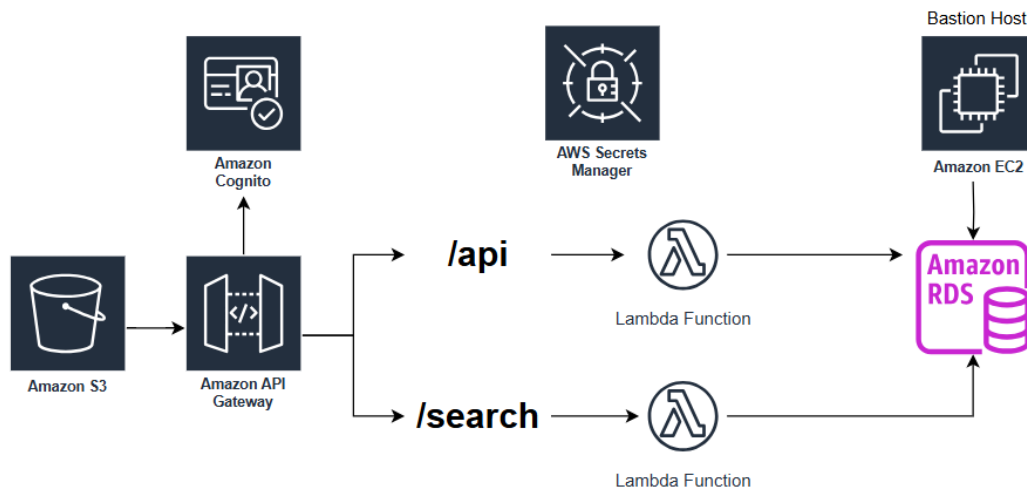 Bastion Host
Amazon
Cognito
AWS Secrets
Manager
Amazon EC2
/api
Lambda Function
Amazon
RDS
</>
Amazon S3
Amazon API
Gateway
/search
Lambda Function